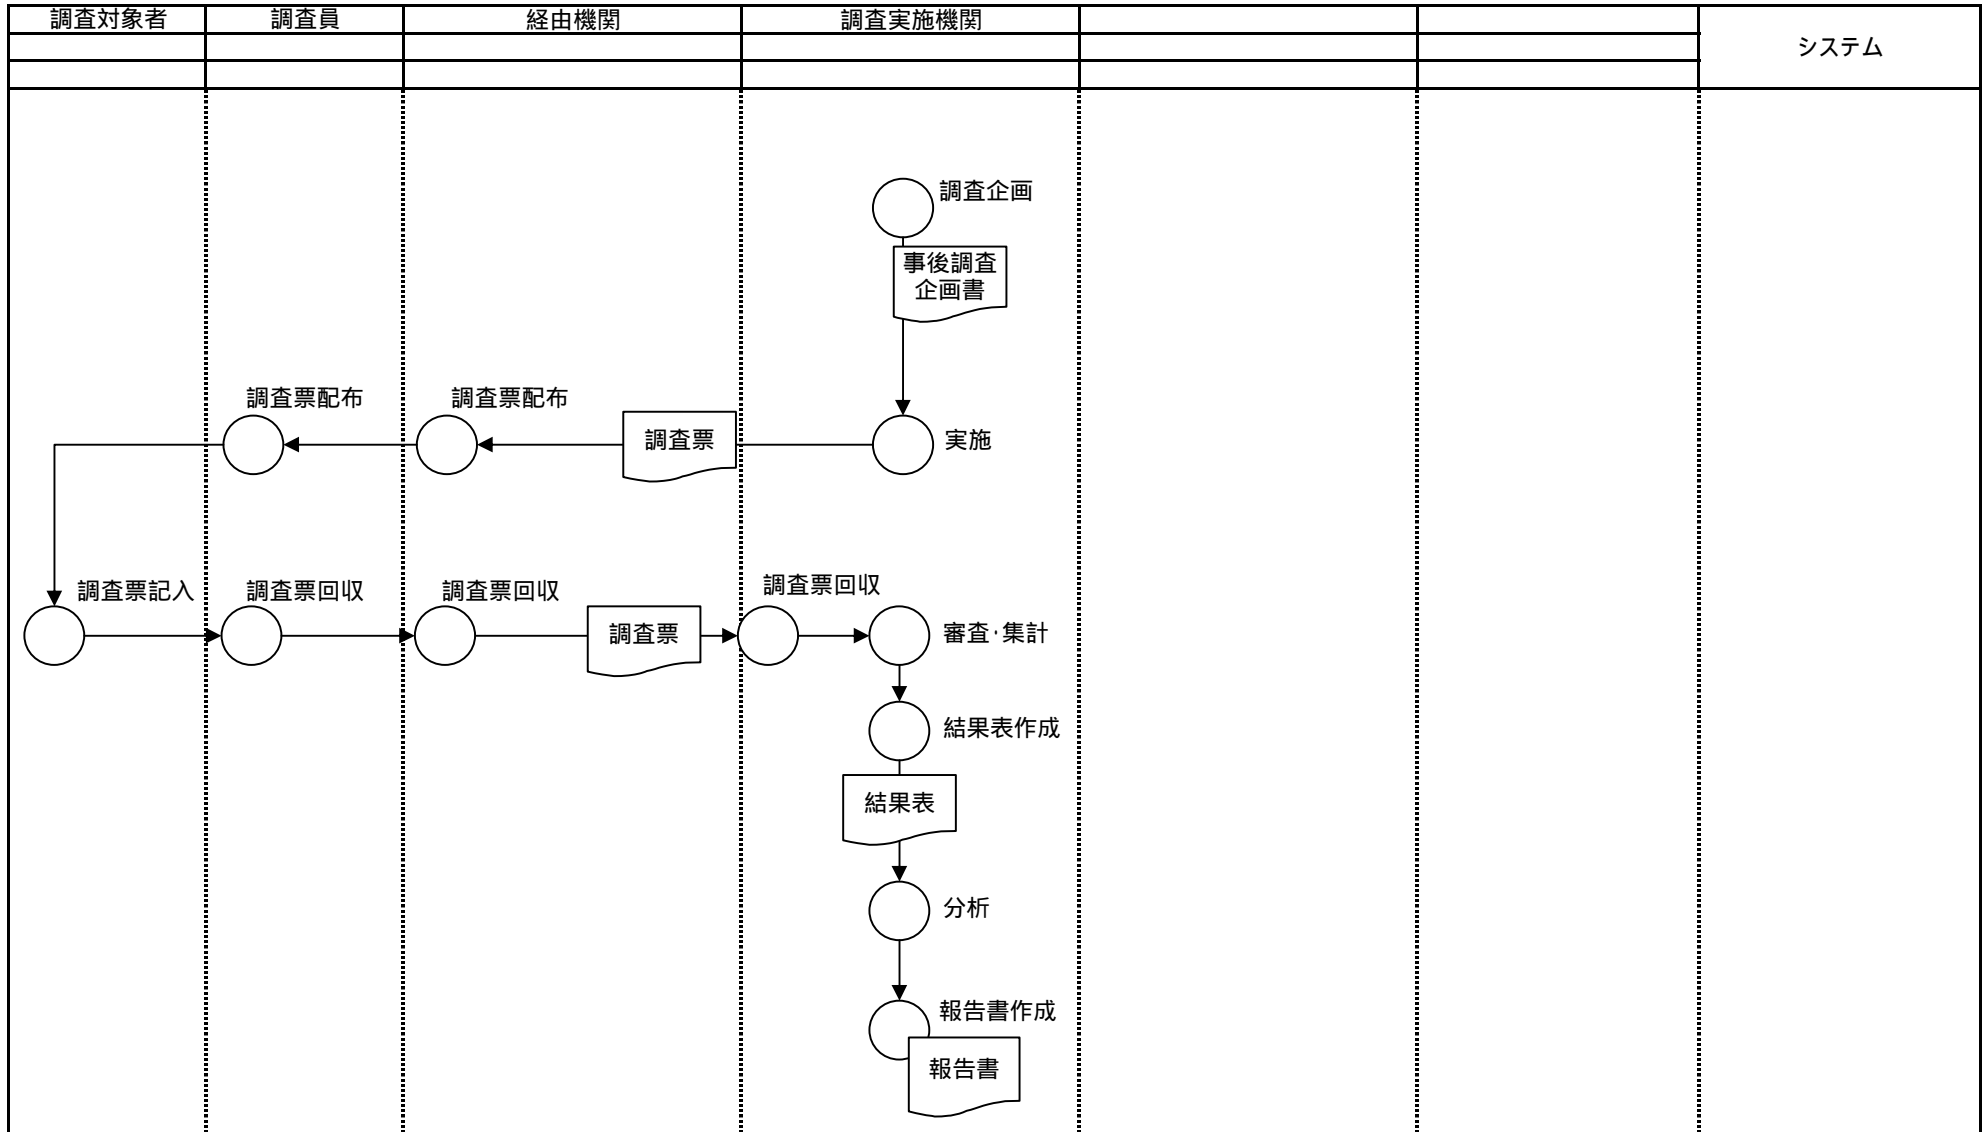 調査対象者
調査員
経由機関
調査実施機関
システム
調査企画
事後調査
企画書
調査票配布
調査票配布
調査票
実施
調査票記入
調査票回収
調査票回収
調査票
調査票回収
審査・集計
結果表作成
結果表
分析
報告書作成
報告書